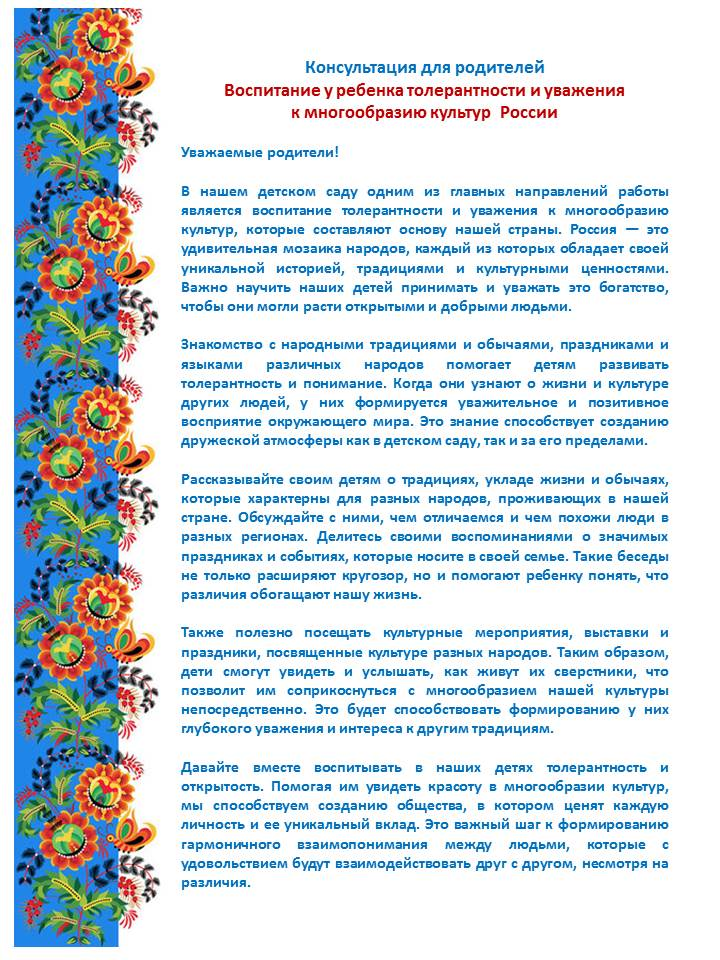 Консультация для родителей
Воспитание у ребенка толерантности и уважения
к многообразию культур России
Уважаемые родители!
В нашем детском саду одним из главных направлений работы
является воспитание толерантности и уважения к многообразию
культур, которые составляют основу нашей страны. Россия — это
удивительная мозаика народов, каждый из которых обладает своей
уникальной историей, традициями и культурными ценностями.
Важно научить наших детей принимать и уважать это богатство,
чтобы они могли расти открытыми и добрыми людьми.
Знакомство с народными традициями и обычаями, праздниками и
языками различных народов помогает детям развивать
толерантность и понимание. Когда они узнают о жизни и культуре
других людей, у них формируется уважительное и позитивное
восприятие окружающего мира. Это знание способствует созданию
дружеской атмосферы как в детском саду, так и за его пределами.
Рассказывайте своим детям о традициях, укладе жизни и обычаях,
которые характерны для разных народов, проживающих в нашей
стране. Обсуждайте с ними, чем отличаемся и чем похожи люди в
разных регионах. Делитесь своими воспоминаниями о значимых
праздниках и событиях, которые носите в своей семье. Такие беседы
не только расширяют кругозор, но и помогают ребенку понять, что
различия обогащают нашу жизнь.
Также полезно посещать культурные мероприятия, выставки и
праздники, посвященные культуре разных народов. Таким образом,
дети смогут увидеть и услышать, как живут их сверстники, что
позволит им соприкоснуться с многообразием нашей культуры
непосредственно. Это будет способствовать формированию у них
глубокого уважения и интереса к другим традициям.
Давайте вместе воспитывать в наших детях толерантность и
открытость. Помогая им увидеть красоту в многообразии культур,
мы способствуем созданию общества, в котором ценят каждую
личность и ее уникальный вклад. Это важный шаг к формированию
гармоничного взаимопонимания между людьми, которые с
удовольствием будут взаимодействовать друг с другом, несмотря на
различия.